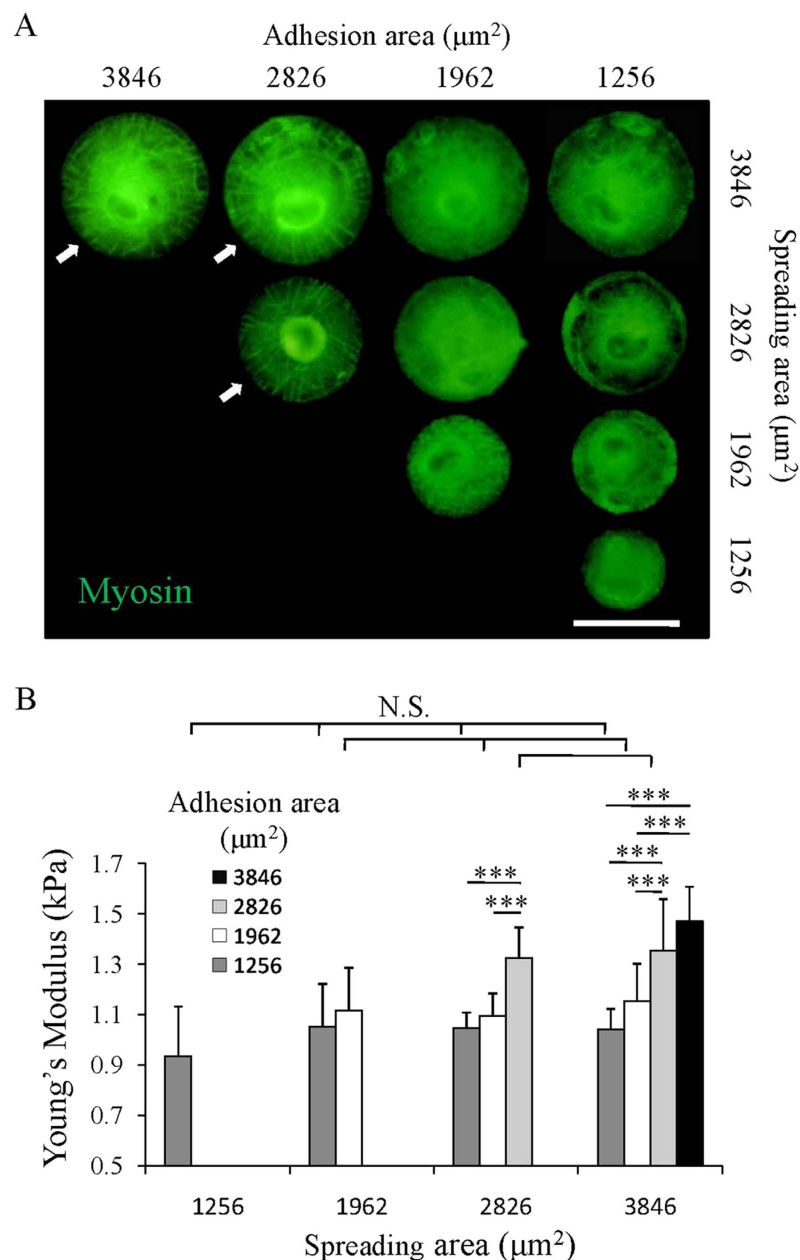 A
Adhesion area (μm²)
3846 2826 1962 1256
3846
2826
1962
1256
Spreading area (μm²)
Myosin
B
N.S.
Adhesion area
(μm²)
3846
2826
1962
1256
***
***
***
***
***
***
Young's Modulus (kPa)
1.7
1.5
1.3
1.1
0.9
0.7
0.5
1256 1962 2826 3846
Spreading area (μm²)